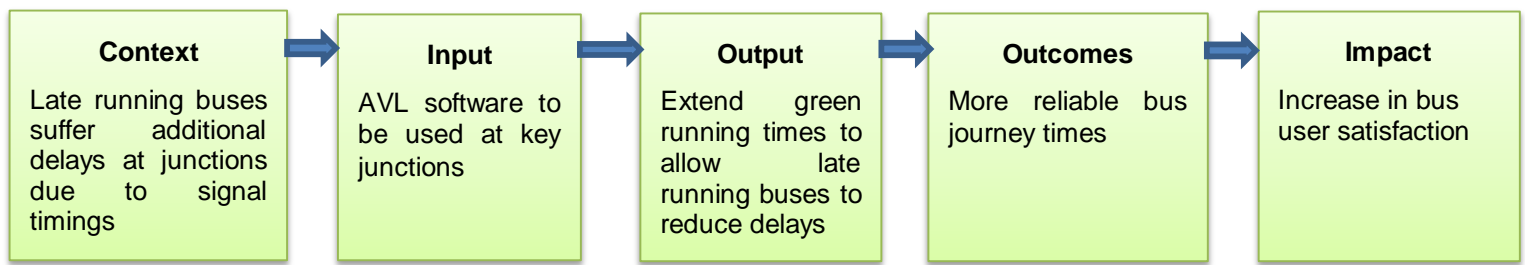 Context
Late running buses
suffer additional
delays at junctions
due to signal
timings
Input
AVL software to
be used at key
junctions
Output
Extend green
running times to
allow late
running buses to
reduce delays
Outcomes
More reliable bus
journey times
Impact
Increase in bus
user satisfaction